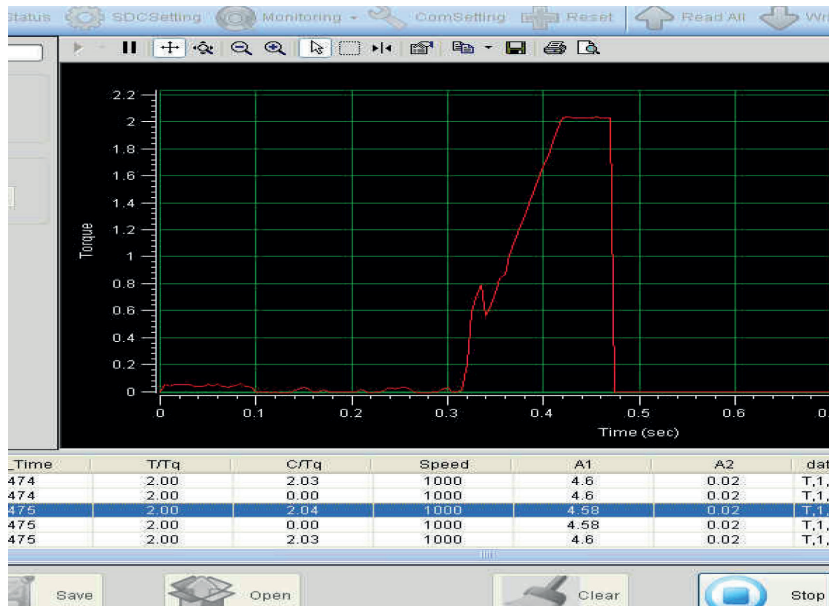 Status SDCSetting Monitoring ComSetting Reset Read All
Torque
2.2
2
1.8
1.6
1.4
1.2
1
0.8
0.6
0.4
0.2
0
0 0.1 0.2 0.3 0.4 0.5 0.6
Time (sec)
_Time T/Tq C/Tq Speed A1 A2
474 2.00 2.03 1000 4.6 0.02 T,1,
474 2.00 0.00 1000 4.6 0.02 T,1,
475 2.00 2.04 1000 4.58 0.02 T,1,
475 2.00 0.00 1000 4.58 0.02 T,1,
475 2.00 2.03 1000 4.6 0.02 T,1,
Save Open Clear Stop